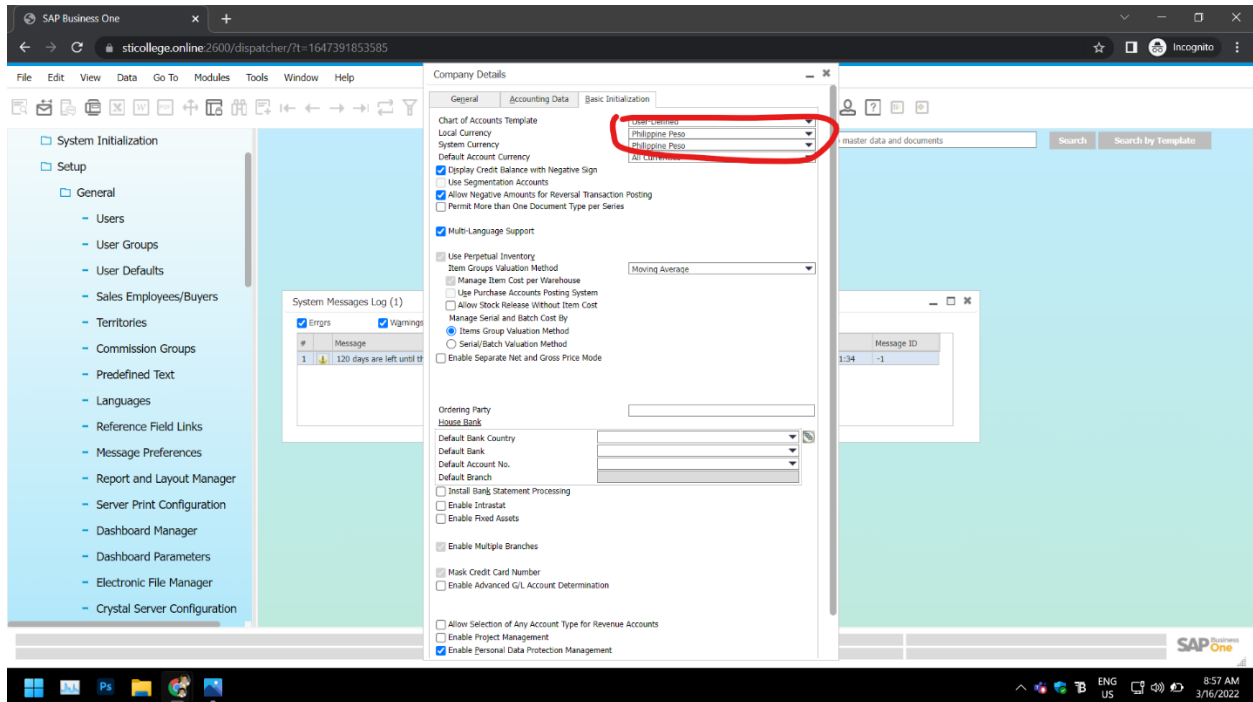 SAP Business One
sticollege.online:2600/dispatcher/?t=1647391853585
Incognito
File Edit View Data Go To Modules Tools Window Help
System Initialization
Setup
General
Users
User Groups
User Defaults
Sales Employees/Buyers
Territories
Commission Groups
Predefined Text
Languages
Reference Field Links
Message Preferences
Report and Layout Manager
Server Print Configuration
Dashboard Manager
Dashboard Parameters
Electronic File Manager
Crystal Server Configuration
System Messages Log (1)
Errors Warnings
# Message
1 120 days are left until th
Company Details
General Accounting Data Basic Initialization
Chart of Accounts Template User-Defined
Local Currency Philippine Peso
System Currency Philippine Peso
Default Account Currency All Currencies
Display Credit Balance with Negative Sign
Use Segmentation Accounts
Allow Negative Amounts for Reversal Transaction Posting
Permit More than One Document Type per Series
Multi-Language Support
Use Perpetual Inventory
Item Groups Valuation Method Moving Average
Manage Item Cost per Warehouse
Use Purchase Accounts Posting System
Allow Stock Release Without Item Cost
Manage Serial and Batch Cost By
Items Group Valuation Method
Serial/Batch Valuation Method
Enable Separate Net and Gross Price Mode
Ordering Party
House Bank
Default Bank Country
Default Bank
Default Account No.
Default Branch
Install Bank Statement Processing
Enable Intrastat
Enable Fixed Assets
Enable Multiple Branches
Mask Credit Card Number
Enable Advanced G/L Account Determination
Allow Selection of Any Account Type for Revenue Accounts
Enable Project Management
Enable Personal Data Protection Management
master data and documents
Search Search by Template
Message ID
1:34 -1
SAP Business One
Ps
ENG
US
8:57 AM
3/16/2022